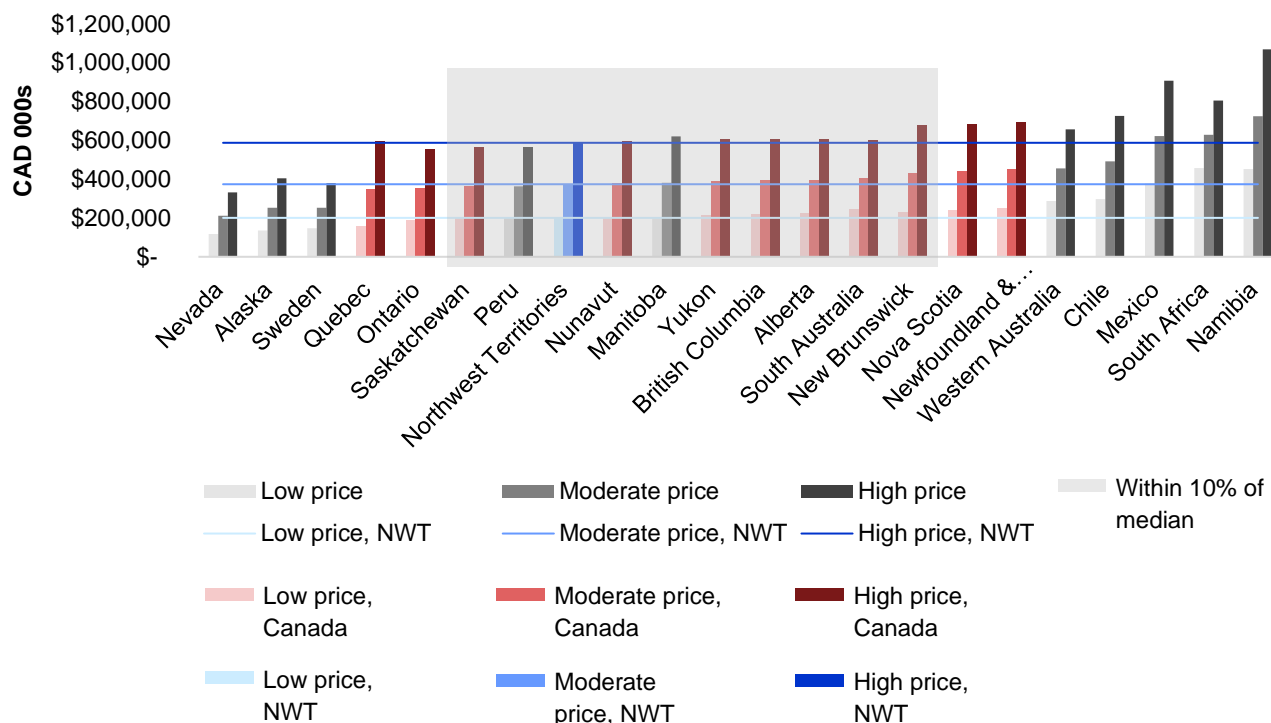 CAD 000s
$1,200,000
$1,000,000
$800,000
$600,000
$400,000
$200,000
$-
Nevada
Alaska
Sweden
Quebec
Ontario
Saskatchewan
Peru
Northwest Territories
Nunavut
Manitoba
Yukon
British Columbia
Alberta
South Australia
New Brunswick
Nova Scotia
Newfoundland &…
Western Australia
Chile
Mexico
South Africa
Namibia
Low price
Moderate price
High price
Within 10% of
median
Low price, NWT
Moderate price, NWT
High price, NWT
Low price,
Canada
Moderate price,
Canada
High price,
Canada
Low price,
NWT
Moderate
price, NWT
High price,
NWT